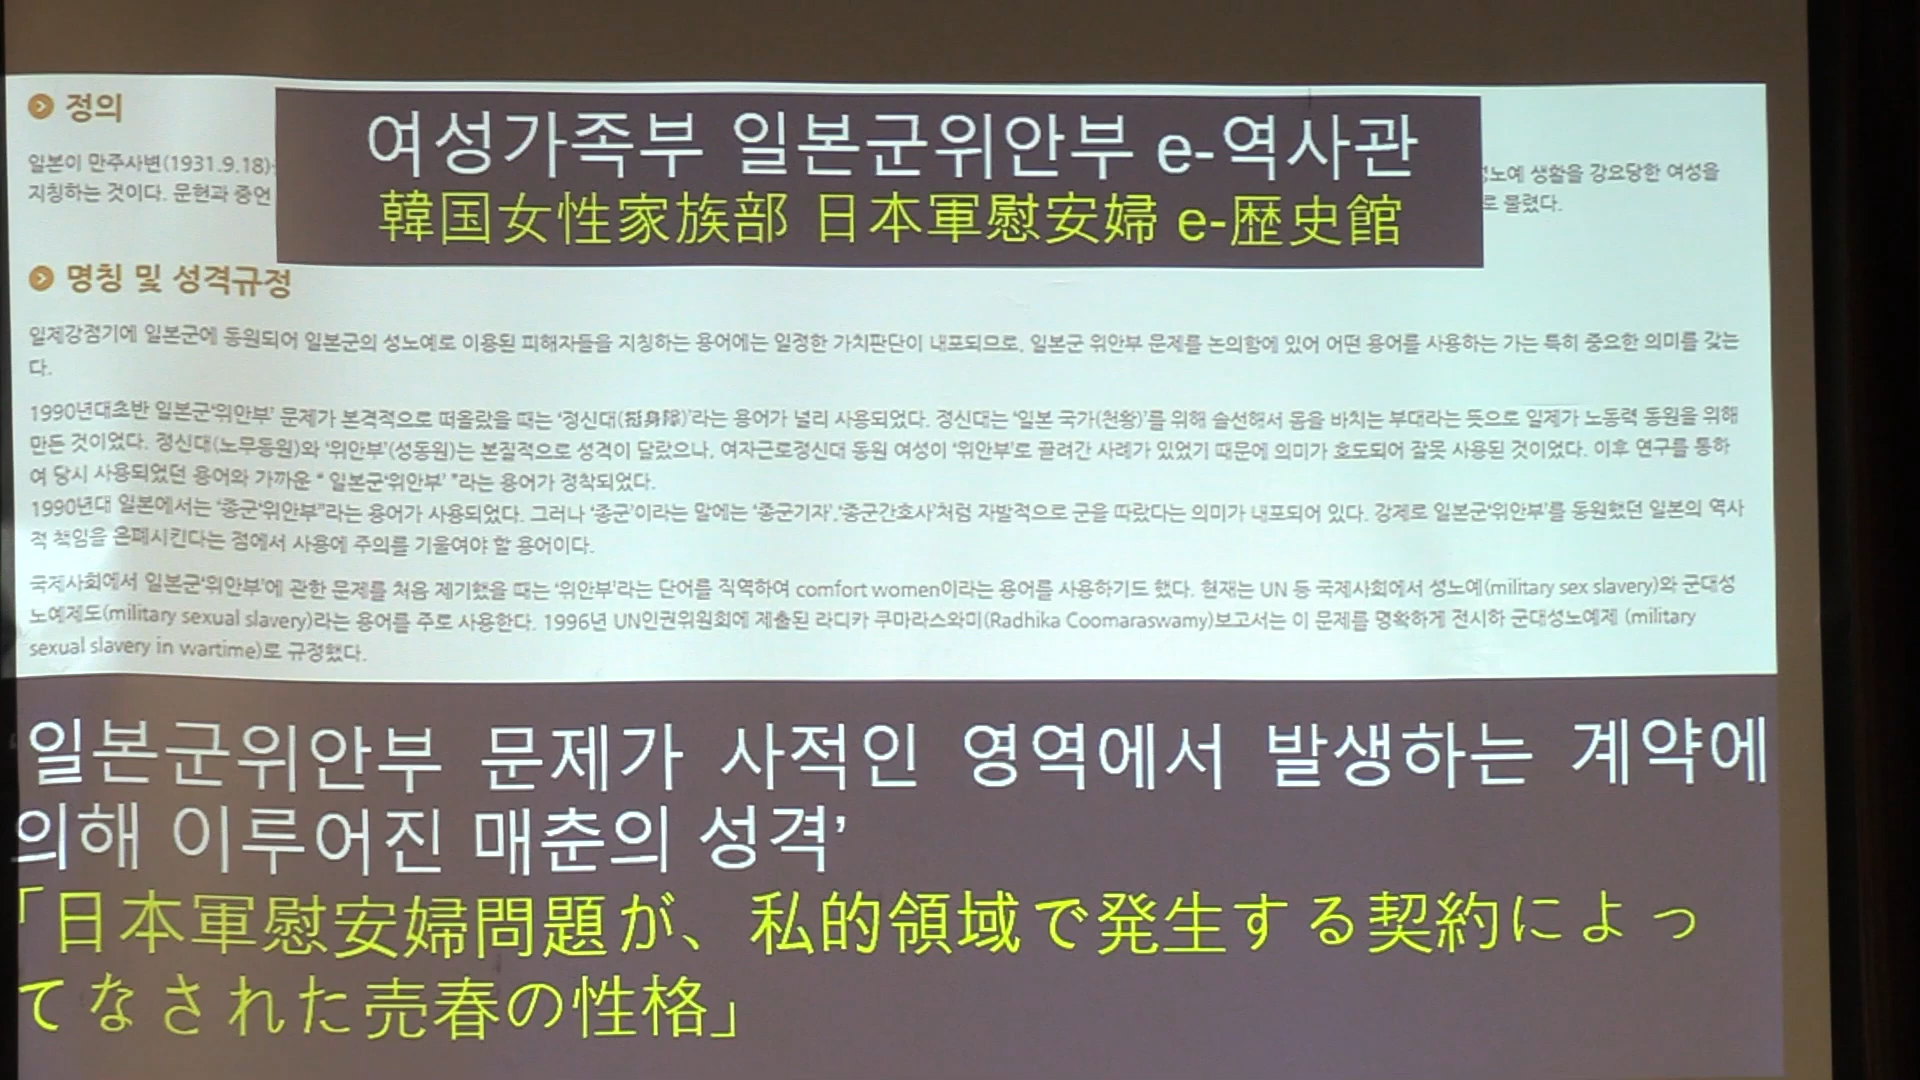 정의
여성가족부 일본군위안부 e-역사관
韓国女性家族部 日本軍慰安婦 e-歴史館
일본이 만주사변(1931.9.18)
노예 생활을 강요당한 여성을
지칭하는 것이다. 문헌과 증언
로 불렸다.
명칭 및 성격규정
일제강점기에 일본군에 동원되어 일본군의 성노예로 이용된 피해자들을 지칭하는 용어에는 일정한 가치판단이 내포되므로, 일본군 위안부 문제를 논의함에 있어 어떤 용어를 사용하는 가는 특히 중요한 의미를 갖는
다.
1990년대초반 일본군‘위안부’ 문제가 본격적으로 떠올랐을 때는 ‘정신대(挺身隊)’라는 용어가 널리 사용되었다. 정신대는 ‘일본 국가(천왕)’를 위해 솔선해서 몸을 바치는 부대라는 뜻으로 일제가 노동력 동원을 위해
만든 것이었다. 정신대(노무동원)와 ‘위안부’(성동원)는 본질적으로 성격이 달랐으나, 여자근로정신대 동원 여성이 ‘위안부’로 끌려간 사례가 있었기 때문에 의미가 호도되어 잘못 사용된 것이었다. 이후 연구를 통하
여 당시 사용되었던 용어와 가까운 “ 일본군‘위안부’ ”라는 용어가 정착되었다.
1990년대 일본에서는 “종군‘위안부”라는 용어가 사용되었다. 그러나 ‘종군’이라는 말에는 ‘종군기자’,‘종군간호사’처럼 자발적으로 군을 따랐다는 의미가 내포되어 있다. 강제로 일본군‘위안부’를 동원했던 일본의 역사
적 책임을 은폐시킨다는 점에서 사용에 주의를 기울여야 할 용어이다.
국제사회에서 일본군‘위안부’에 관한 문제를 처음 제기했을 때는 ‘위안부’라는 단어를 직역하여 comfort women이라는 용어를 사용하기도 했다. 현재는 UN 등 국제사회에서 성노예(military sex slavery)와 군대성
노예제도(military sexual slavery)라는 용어를 주로 사용한다. 1996년 UN인권위원회에 제출된 라디카 쿠마라스와미(Radhika Coomaraswamy)보고서는 이 문제를 명확하게 전시하 군대성노예제 (military
sexual slavery in wartime)로 규정했다.
‘일본군위안부 문제가 사적인 영역에서 발생하는 계약에
의해 이루어진 매춘의 성격’
「日本軍慰安婦問題が、私的領域で発生する契約によっ
てなされた売春の性格」